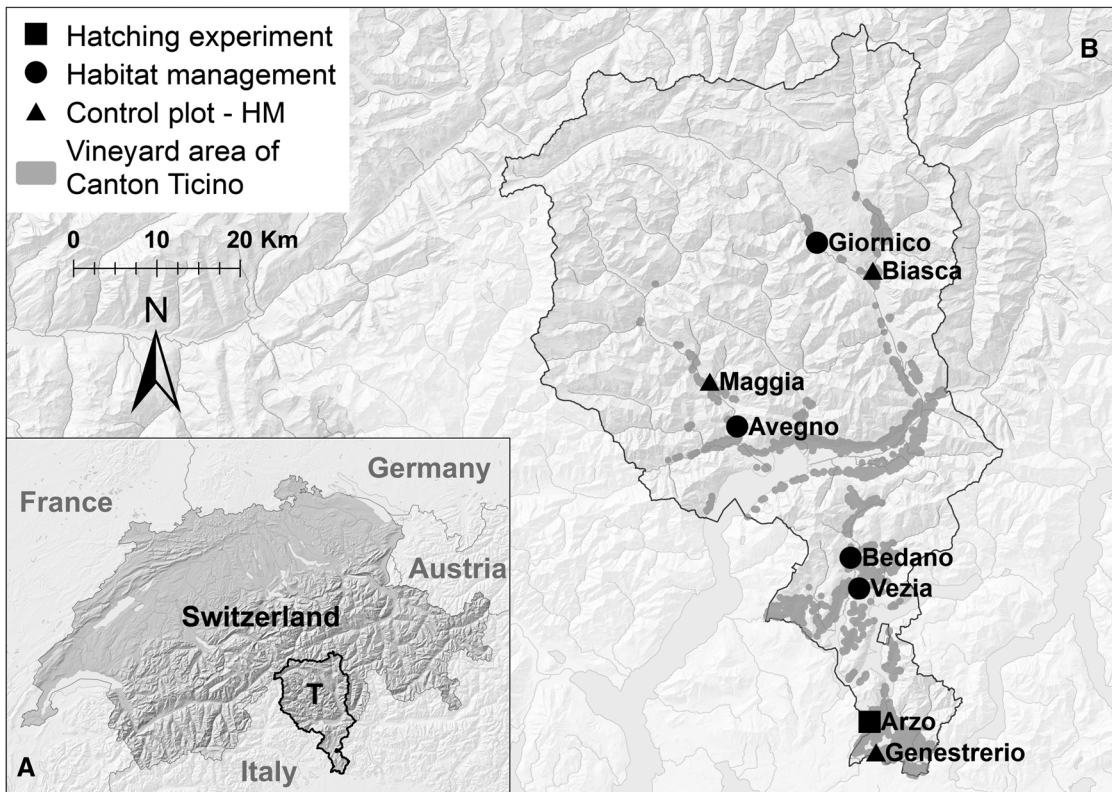 Hatching experiment
Habitat management
Control plot - HM
Vineyard area of
Canton Ticino
0 10 20 Km
N
B
Giornico
Biasca
Maggia
Avegno
Bedano
Vezia
Arzo
Genestrerio
Germany
France
Austria
Switzerland
T
Italy
A